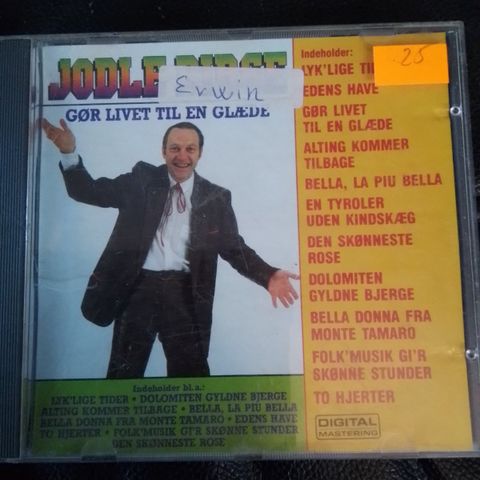 JODLE BIRGE
Erwin
GØR LIVET TIL EN GLÆDE
25
Indeholder:
LYK'LIGE TI
EDENS HAVE
GØR LIVET
TIL EN GLÆDE
ALTING KOMMER
TILBAGE
BELLA, LA PIU BELLA
EN TYROLER
UDEN KINDSKÆG
DEN SKØNNESTE
ROSE
DOLOMITEN
GYLDNE BJERGE
BELLA DONNA FRA
MONTE TAMARO
FOLK'MUSIK GI'R
SKØNNE STUNDER
TO HJERTER
DIGITAL
MASTERING
Indeholder bl.a.:
LYK'LIGE TIDER • DOLOMITEN GYLDNE BJERGE
ALTING KOMMER TILBAGE • BELLA, LA PIU BELLA
BELLA DONNA FRA MONTE TAMARO • EDENS HAVE
TO HJERTER • FOLK'MUSIK GI'R SKØNNE STUNDER
DEN SKØNNESTE ROSE